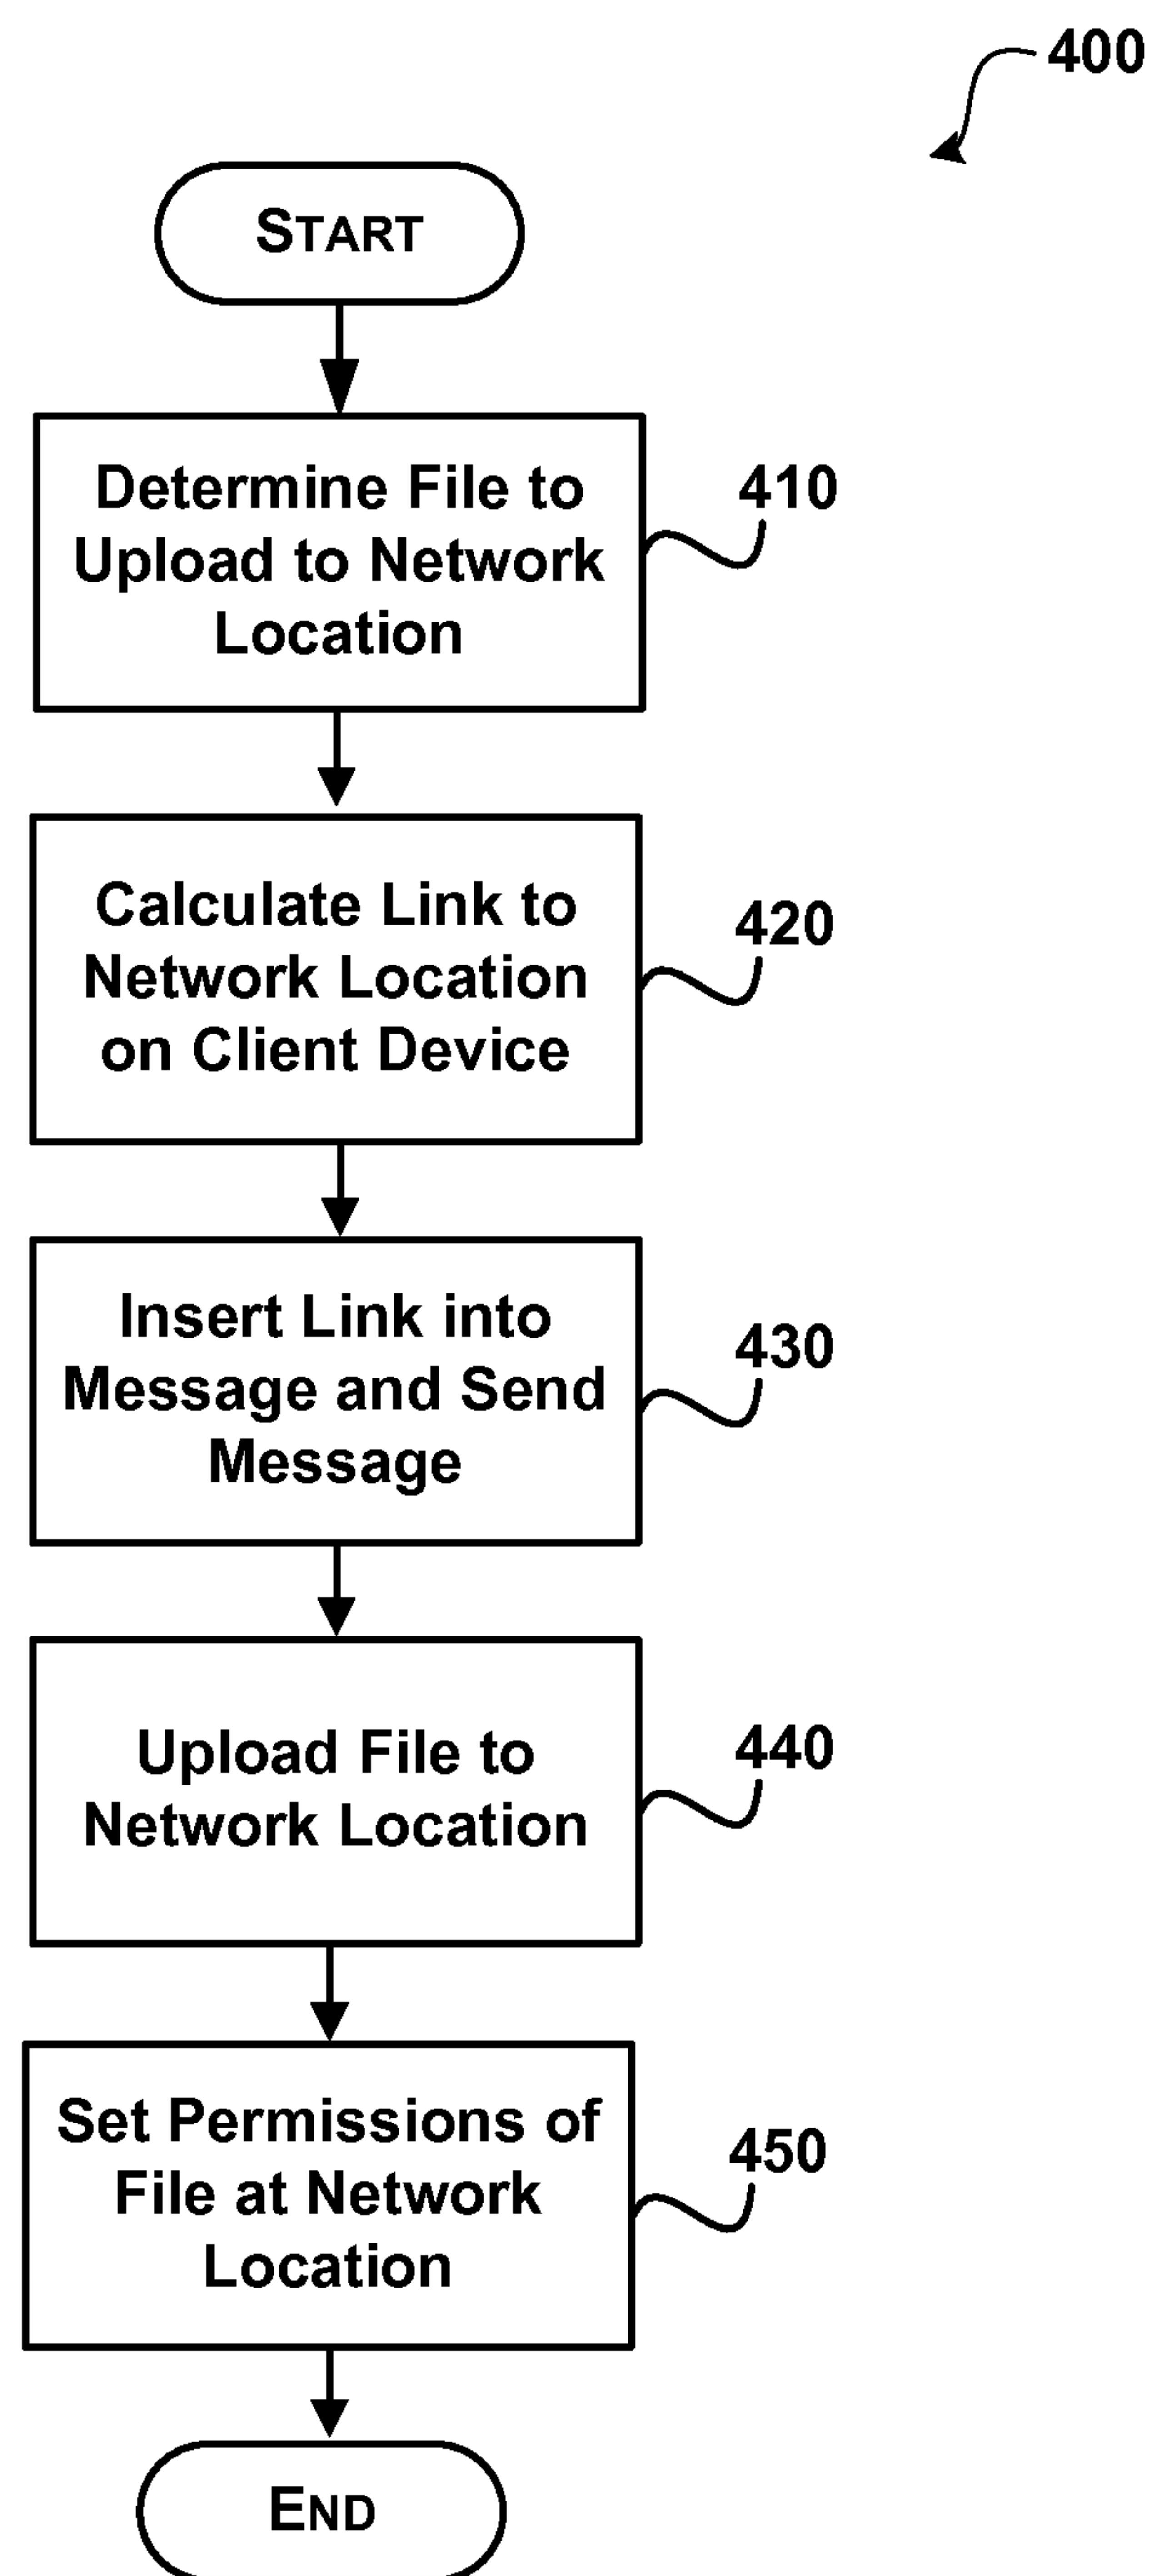 400
START
Determine File to
Upload to Network
Location
410
Calculate Link to
Network Location
on Client Device
420
Insert Link into
Message and Send
Message
430
Upload File to
Network Location
440
Set Permissions of
File at Network
Location
450
END